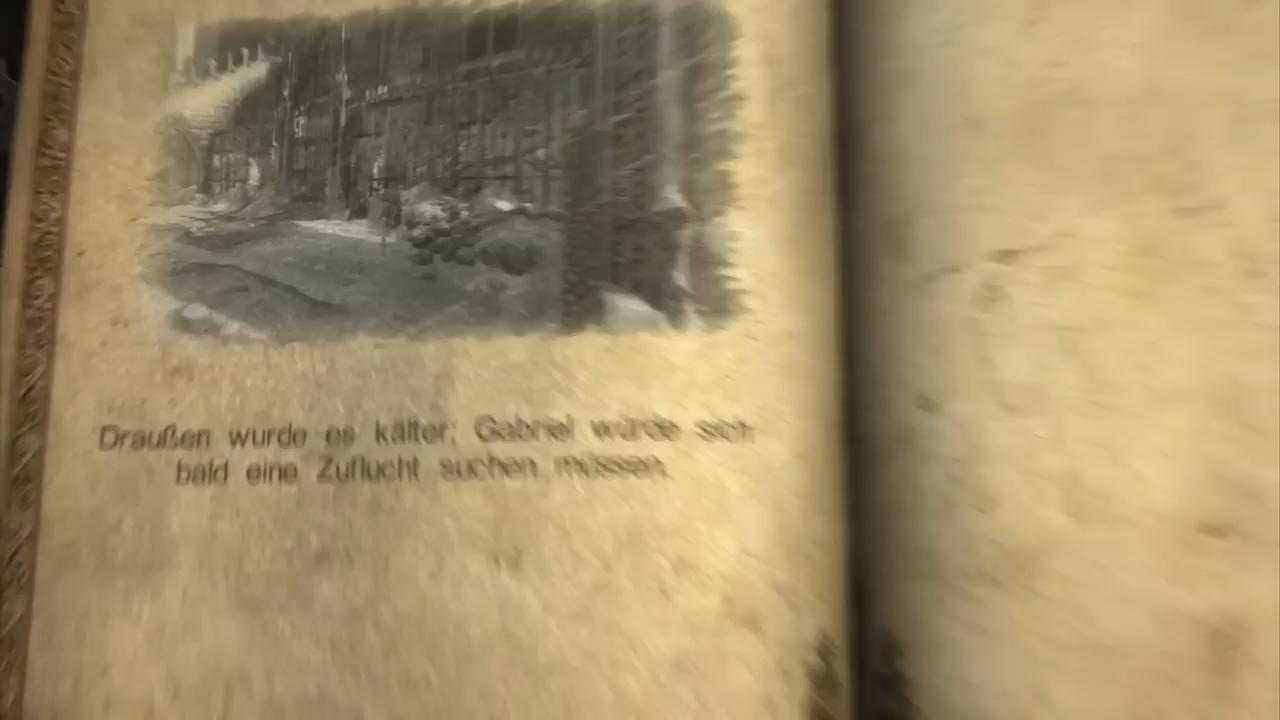 Draußen wurde es kälter; Gabriel würde sich
bald eine Zuflucht suchen müssen.